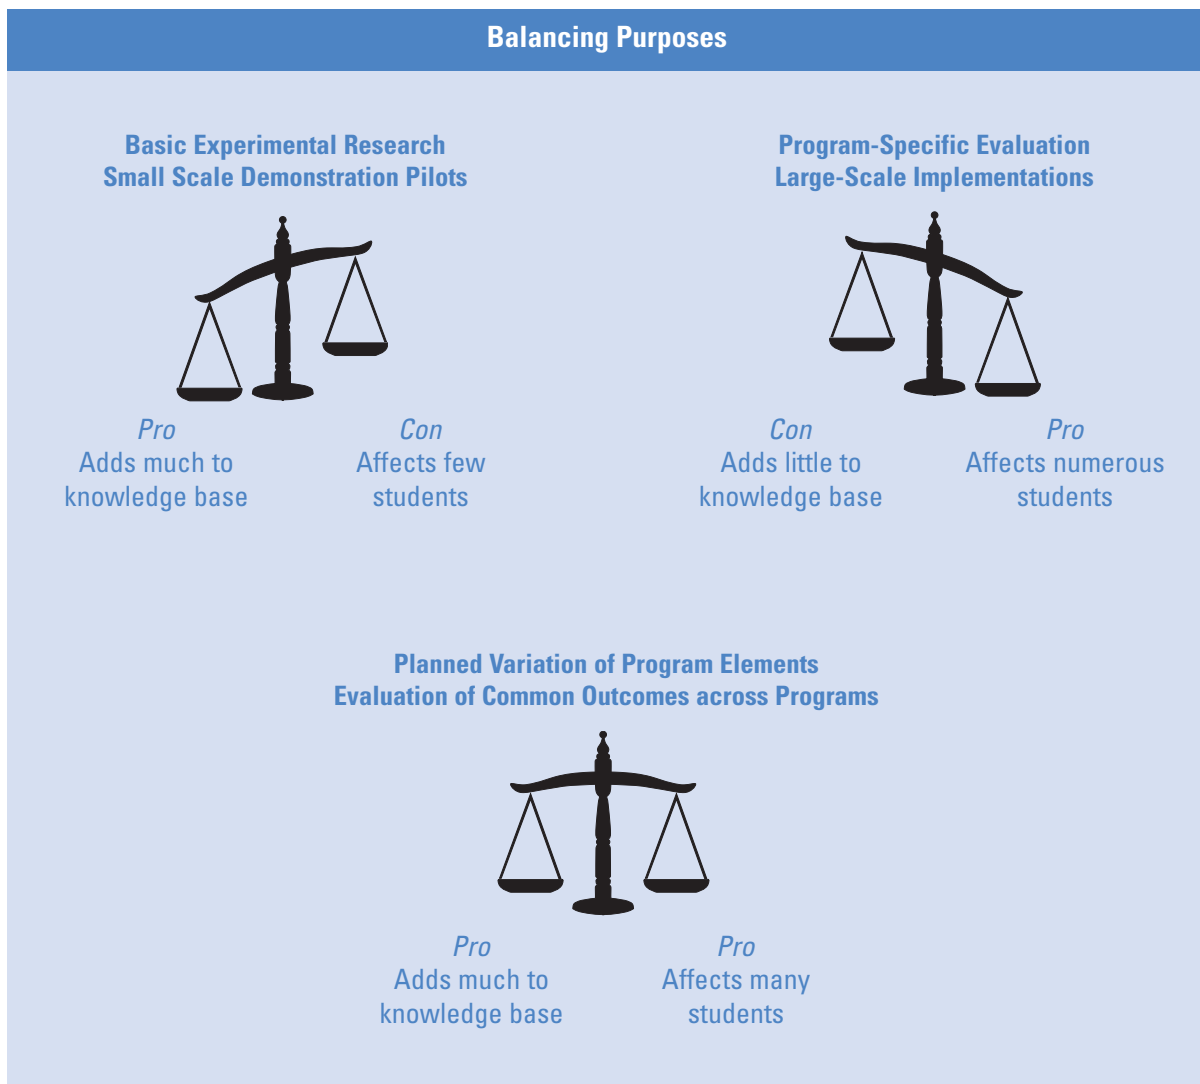 Balancing Purposes
Basic Experimental Research
Small Scale Demonstration Pilots
Pro
Adds much to
knowledge base
Con
Affects few
students
Program-Specific Evaluation
Large-Scale Implementations
Con
Adds little to
knowledge base
Pro
Affects numerous
students
Planned Variation of Program Elements
Evaluation of Common Outcomes across Programs
Pro
Adds much to
knowledge base
Pro
Affects many
students